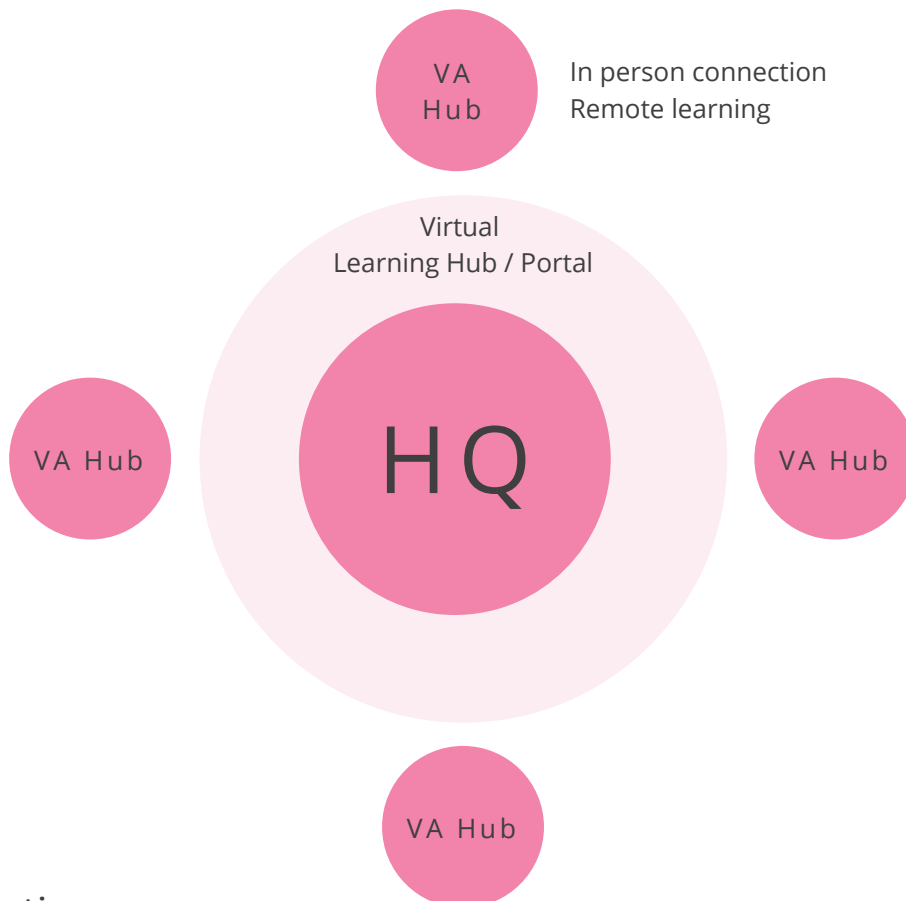 VA
Hub
In person connection
Remote learning
Virtual
Learning Hub / Portal
HQ
VA Hub
VA Hub
VA Hub